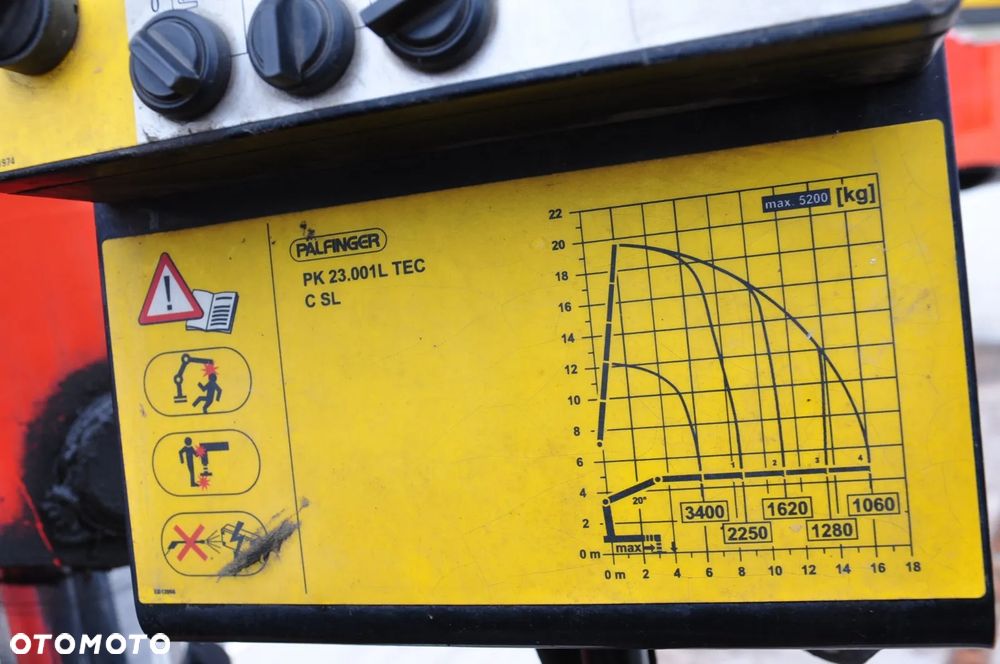 1974
PALFINGER
PK 23.001L TEC
C SL
max. 5200 [kg]
22
20
18
16
14
12
10
8
6
4
2
0 m
20°
1 2 3 4
3400 1620 1060
2250 1280
max
0 m 2 4 6 8 10 12 14 16 18
OTOMOTO